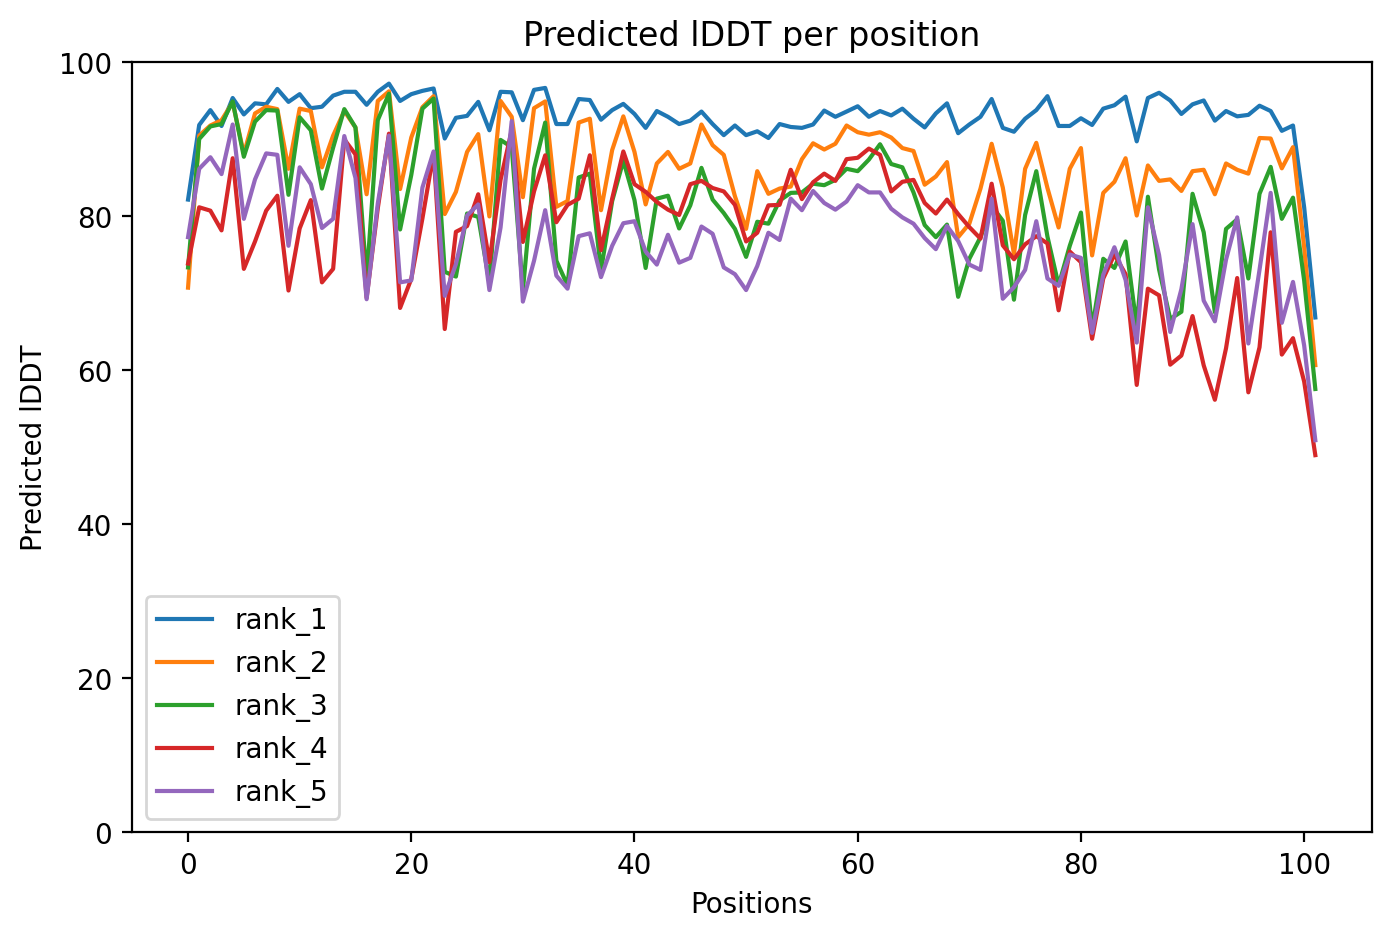 Predicted lDDT per position
Predicted lDDT
100
80
60
40
20
0
rank_1
rank_2
rank_3
rank_4
rank_5
0 20 40 60 80 100
Positions